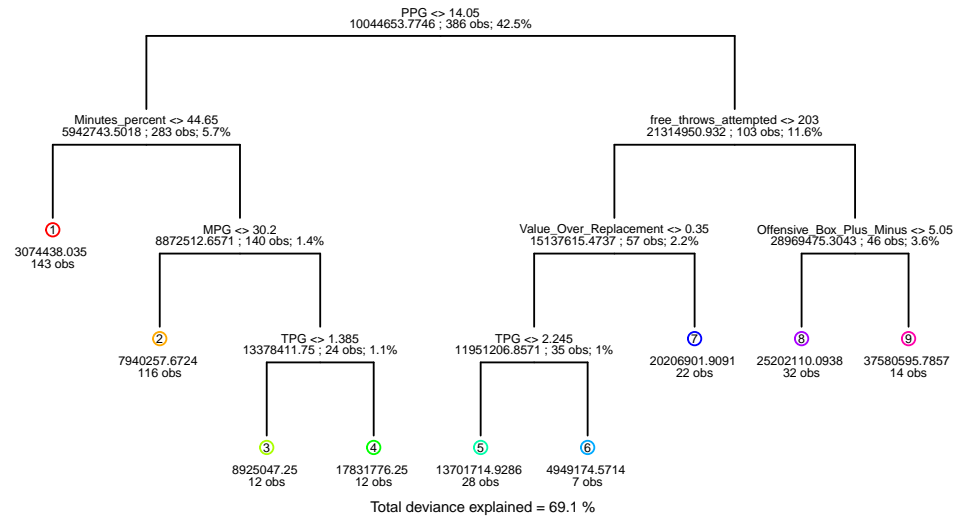 PPG <> 14.05
10044653.7746 ; 386 obs; 42.5%
Minutes_percent <> 44.65
5942743.5018 ; 283 obs; 5.7%
free_throws_attempted <> 203
21314950.932 ; 103 obs; 11.6%
1
3074438.035
143 obs
MPG <> 30.2
8872512.6571 ; 140 obs; 1.4%
Value_Over_Replacement <> 0.35
15137615.4737 ; 57 obs; 2.2%
Offensive_Box_Plus_Minus <> 5.05
28969475.3043 ; 46 obs; 3.6%
2
7940257.6724
116 obs
TPG <> 1.385
13378411.75 ; 24 obs; 1.1%
TPG <> 2.245
11951206.8571 ; 35 obs; 1%
7
20206901.9091
22 obs
8
25202110.0938
32 obs
9
37580595.7857
14 obs
3
8925047.25
12 obs
4
17831776.25
12 obs
5
13701714.9286
28 obs
6
4949174.5714
7 obs
Total deviance explained = 69.1 %